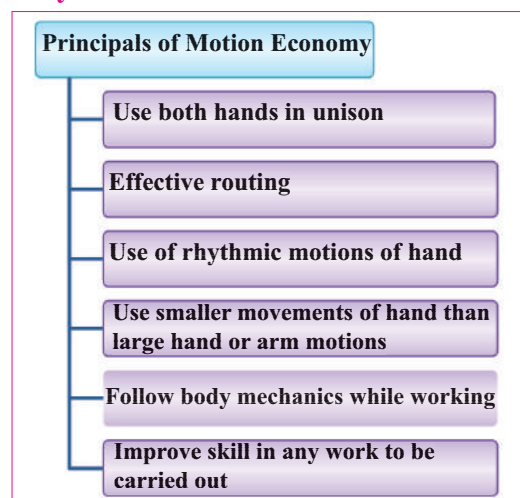 Principals of Motion Economy
Use both hands in unison
Effective routing
Use of rhythmic motions of hand
Use smaller movements of hand than
large hand or arm motions
Follow body mechanics while working
Improve skill in any work to be
carried out